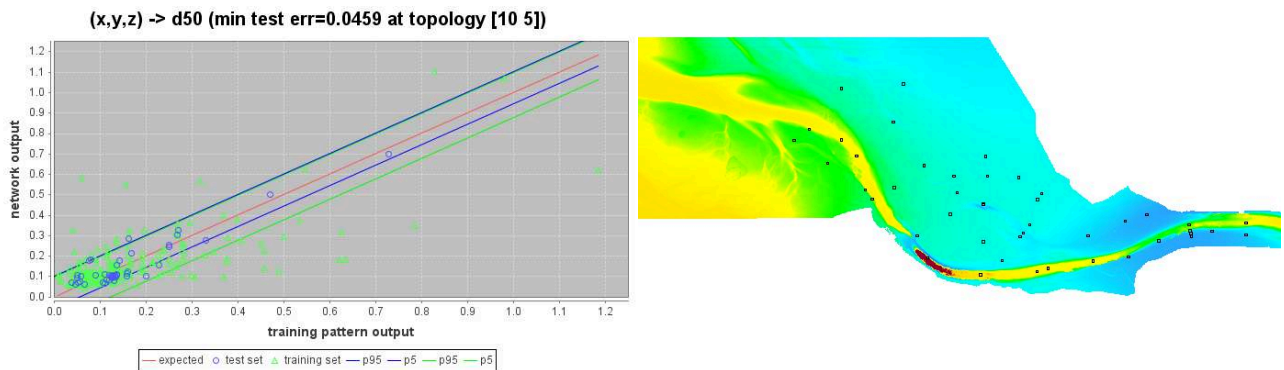 (x,y,z) -> d50 (min test err=0.0459 at topology [10 5])
1.2
1.1
1.0
0.9
0.8
0.7
0.6
0.5
0.4
0.3
0.2
0.1
0.0
network output
0.0 0.1 0.2 0.3 0.4 0.5 0.6 0.7 0.8 0.9 1.0 1.1 1.2
training pattern output
expected test set training set p95 p5 p95 p5